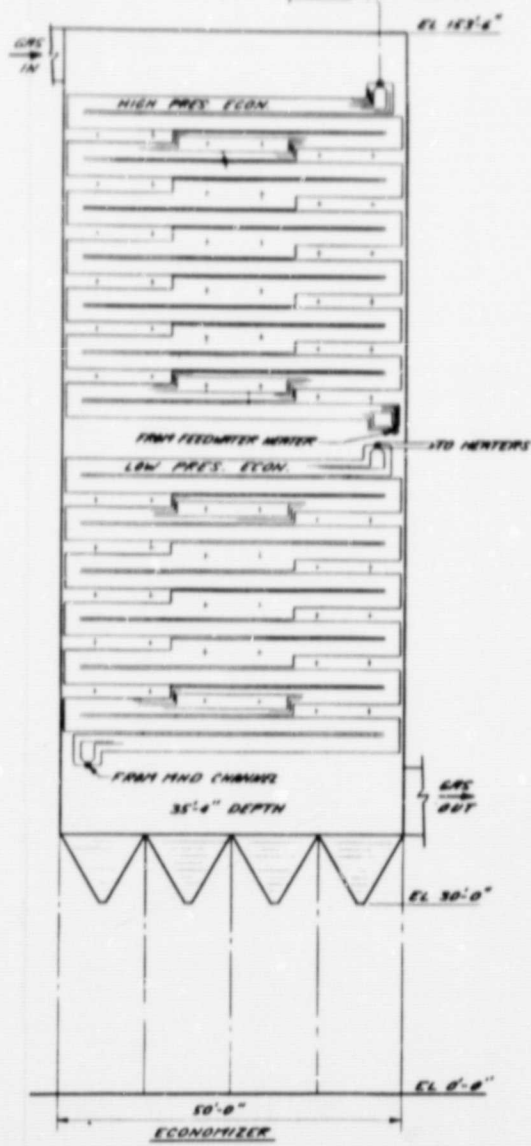 EL 153'-6"
GAS
IN
HIGH PRES ECON.
FROM FEEDWATER HEATER
TO HEATERS
LOW PRES. ECON.
FROM MHD CHANNEL
GAS
OUT
35'-4" DEPTH
EL 30'-0"
EL 0'-0"
50'-0"
ECONOMIZER